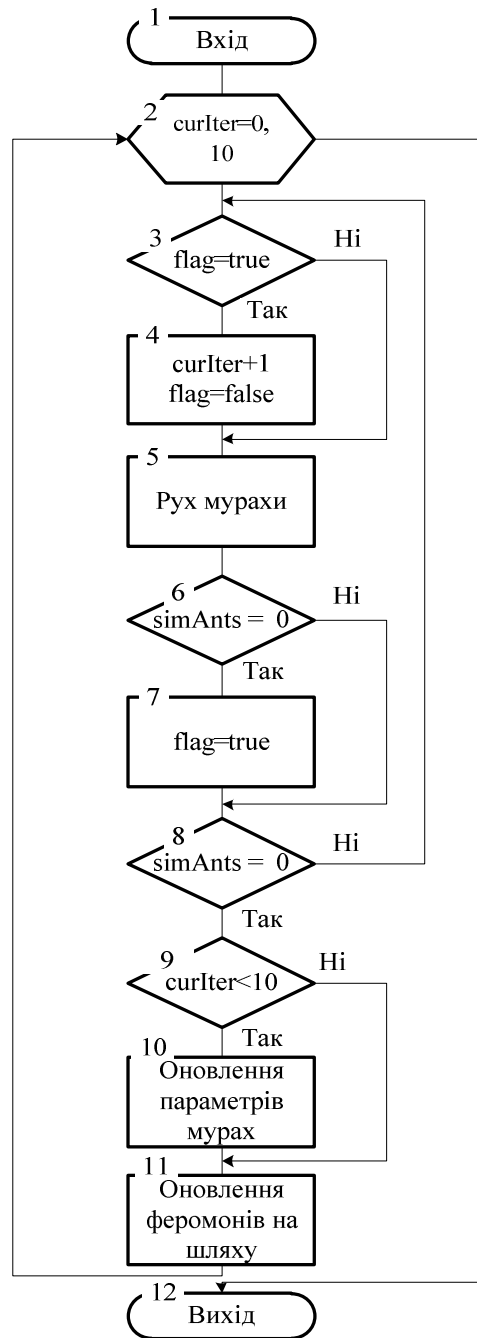 1
Вхід
2
curIter=0,
10
3
Ні
flag=true
Так
4
curIter+1
flag=false
5
Рух мурахи
6
Ні
simAnts = 0
Так
7
flag=true
8
Ні
simAnts = 0
Так
9
Ні
curIter<10
Так
10
Оновлення
параметрів
мурах
11
Оновлення
феромонів на
шляху
12
Вихід